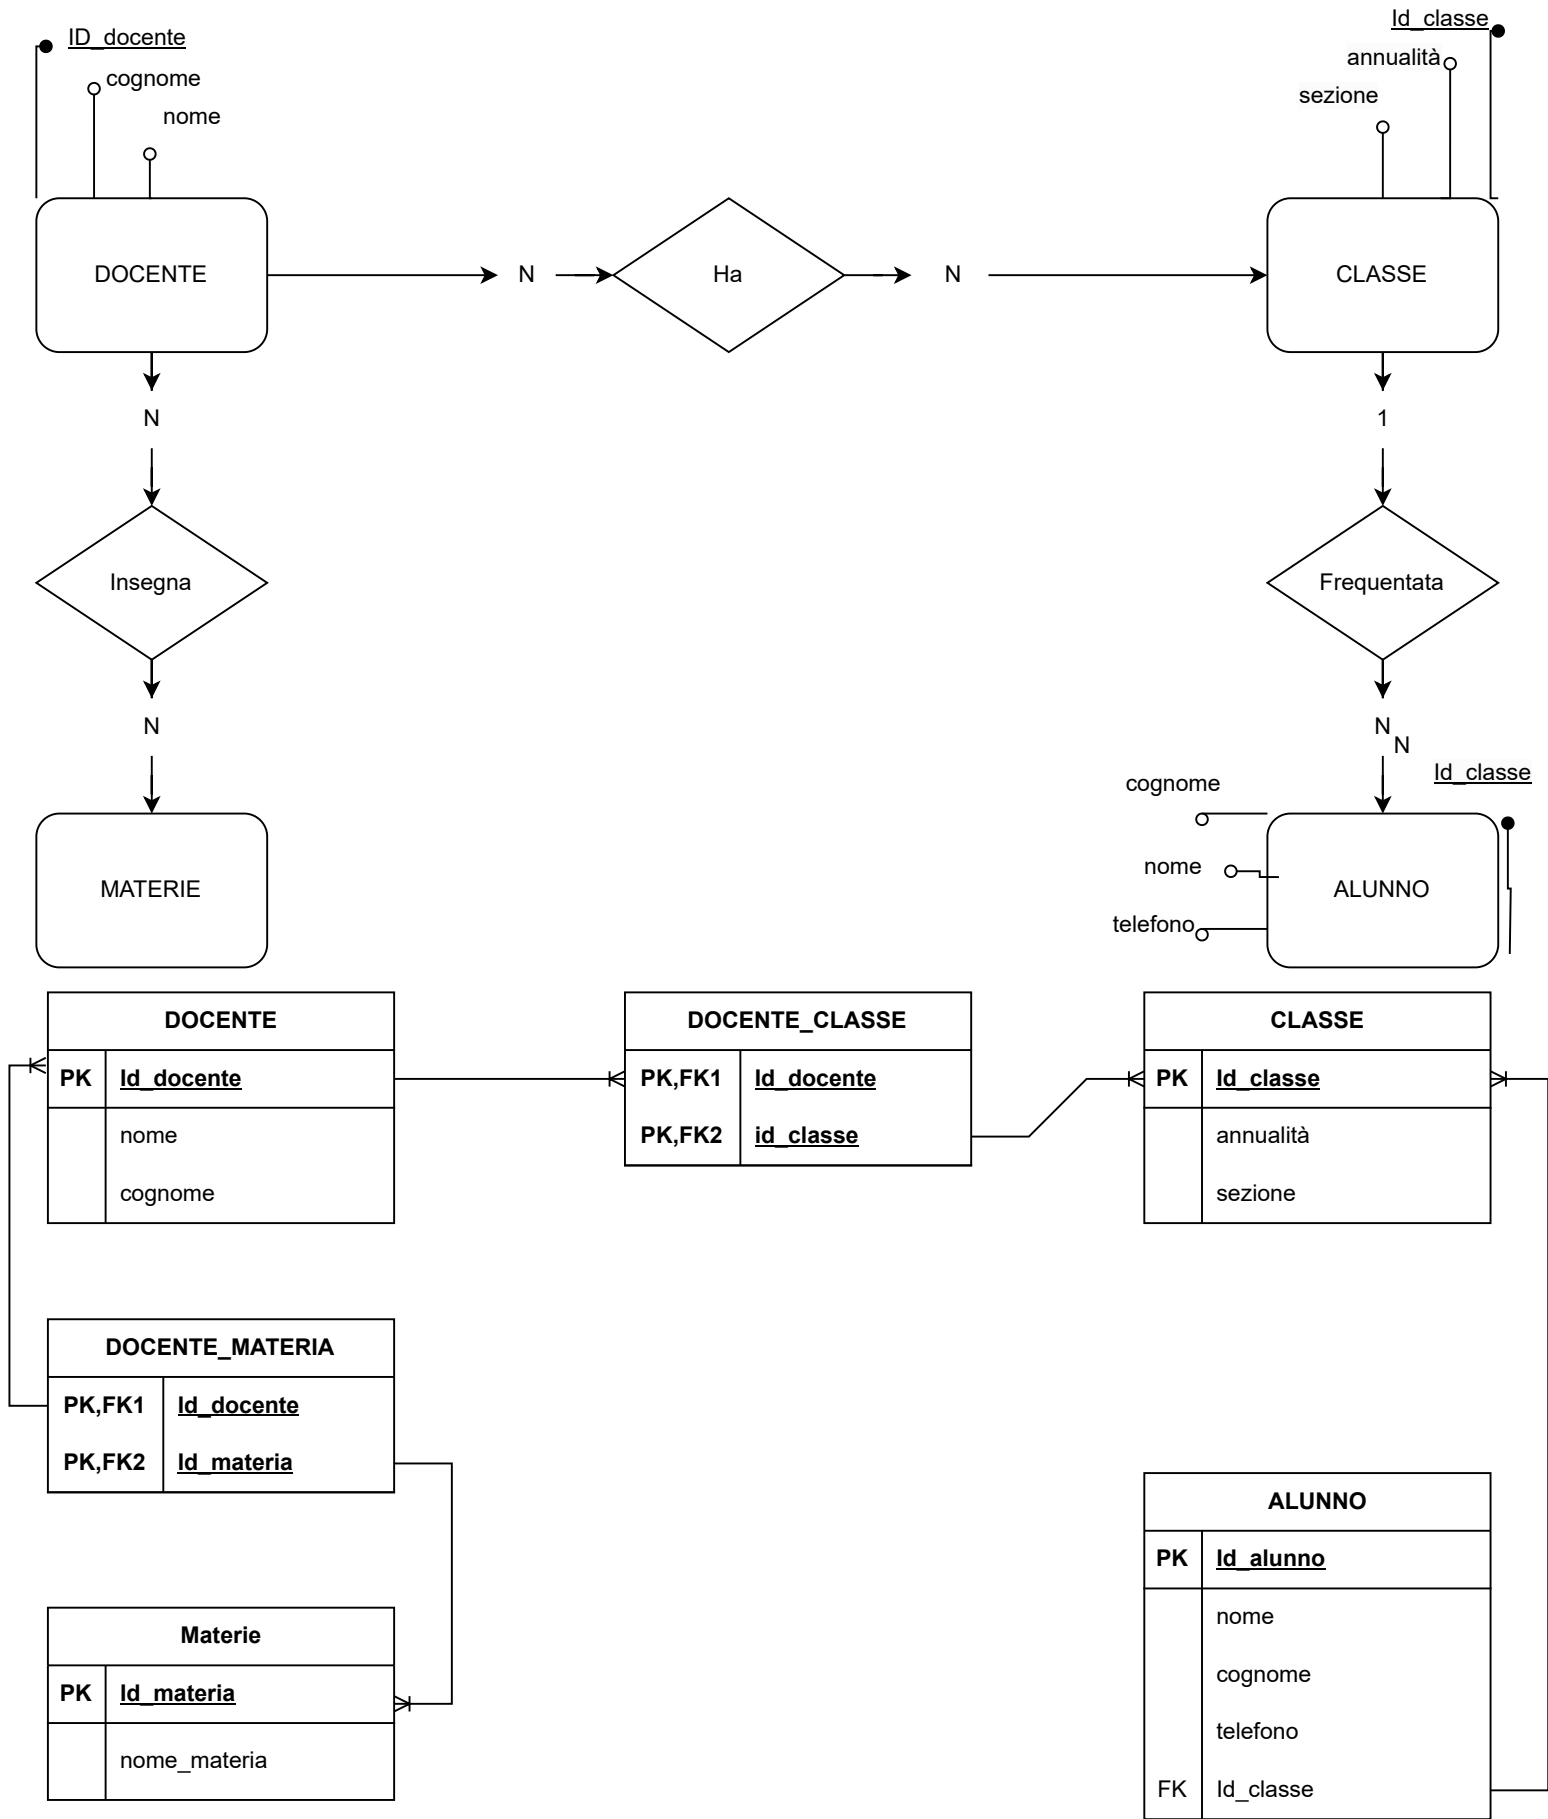 ID_docente
cognome
nome
Id_classe
annualità
sezione
DOCENTE
N
Ha
N
CLASSE
N
1
Insegna
Frequentata
N
N
N
Id_classe
cognome
nome
telefono
MATERIE
ALUNNO
DOCENTE
PK Id_docente
nome
cognome
DOCENTE_CLASSE
PK,FK1 Id_docente
PK,FK2 id_classe
CLASSE
PK Id_classe
annualità
sezione
DOCENTE_MATERIA
PK,FK1 Id_docente
PK,FK2 Id_materia
ALUNNO
PK Id_alunno
nome
cognome
telefono
FK Id_classe
Materie
PK Id_materia
nome_materia